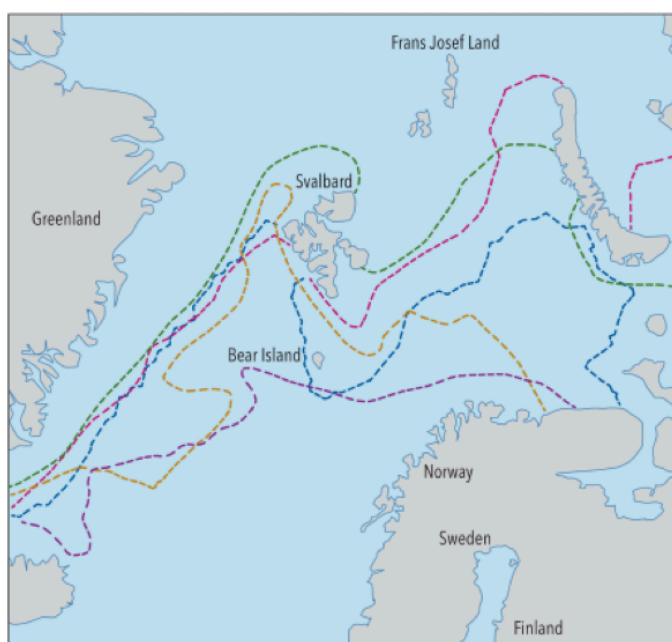 Frans Josef Land
Svalbard
Greenland
Bear Island
Norway
Sweden
Finland